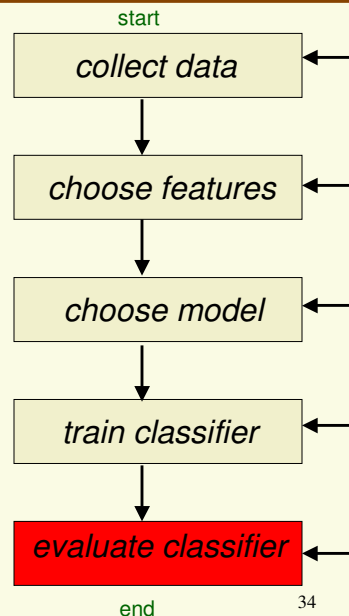 start
collect data
choose features
choose model
train classifier
evaluate classifier
end
34